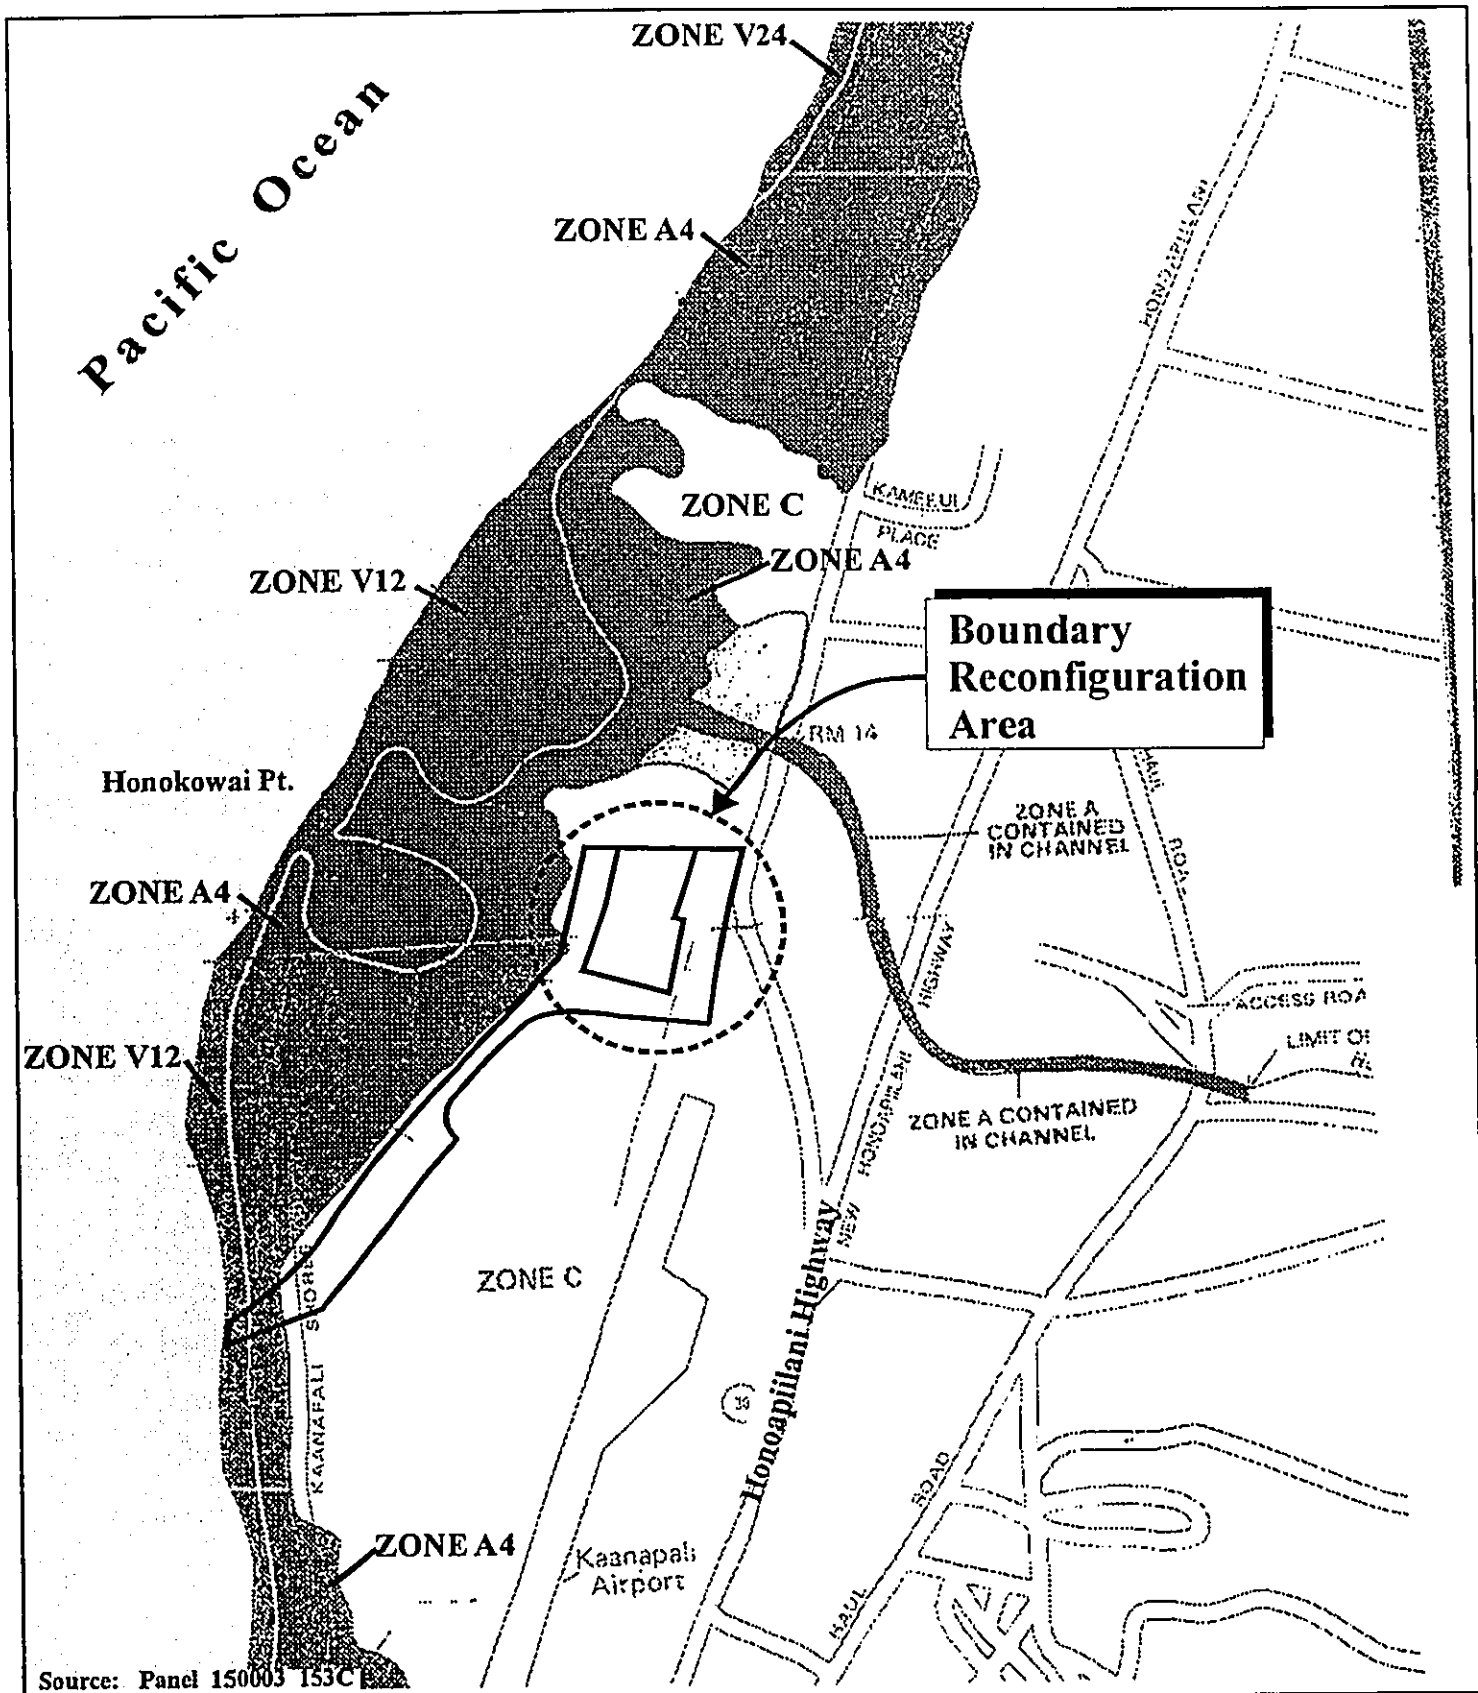 ZONE V24
Pacific Ocean
ZONE A4
HONOAPIILANI
ZONE C
KAMEEUI
PLACE
ZONE A4
ZONE V12
Boundary
Reconfiguration
Area
RM 14
HAUL
Honokowai Pt.
ZONE A
CONTAINED
IN CHANNEL
ROA
ZONE A4
HIGHWAY
ACCESS ROA
LIMIT OF
ZONE V12
ZONE A CONTAINED
IN CHANNEL
NEW HONOAPIILANI
ZONE C
SHORE
KAANAPALI
Honoapiilani Highway
ROAD
ZONE A4
Kaanapali
Airport
HAUL
Source: Panel 150003 153C